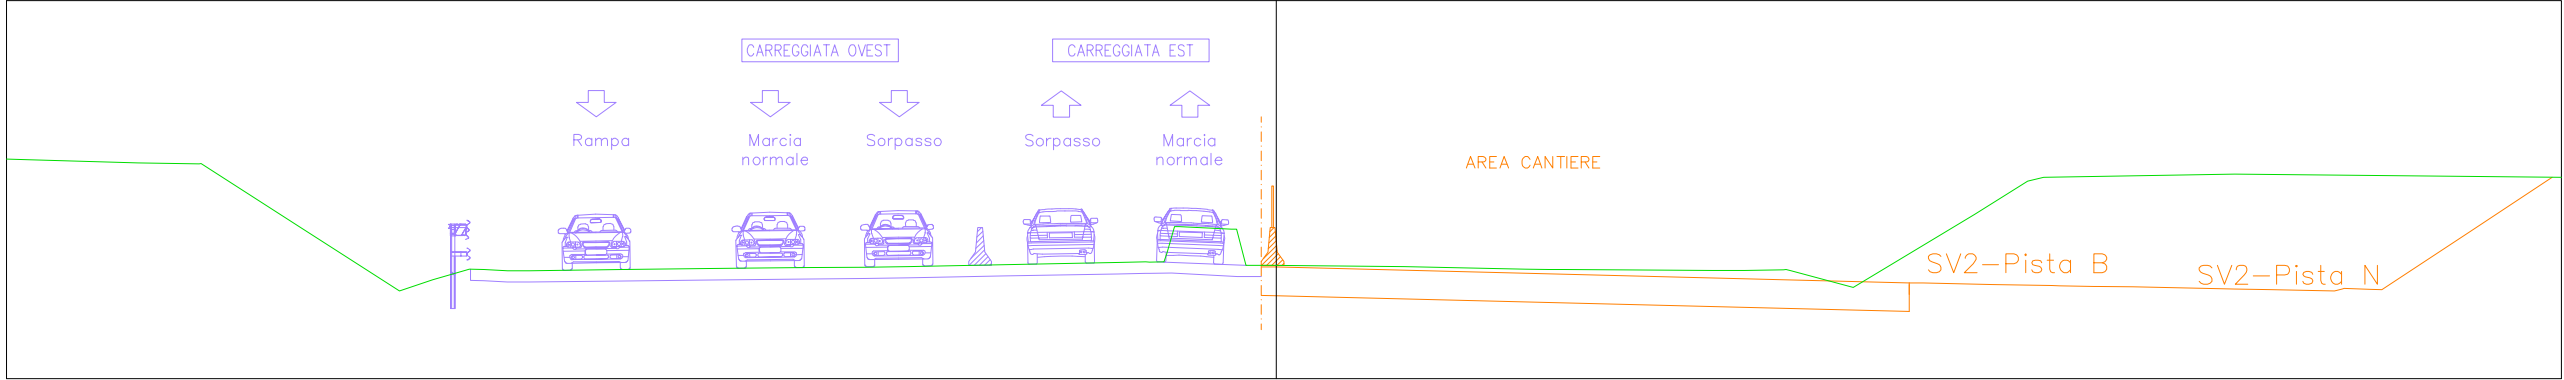 CARREGGIATA OVEST
CARREGGIATA EST
Rampa
Marcia
normale
Sorpasso
Sorpasso
Marcia
normale
AREA CANTIERE
SV2-Pista B
SV2-Pista N